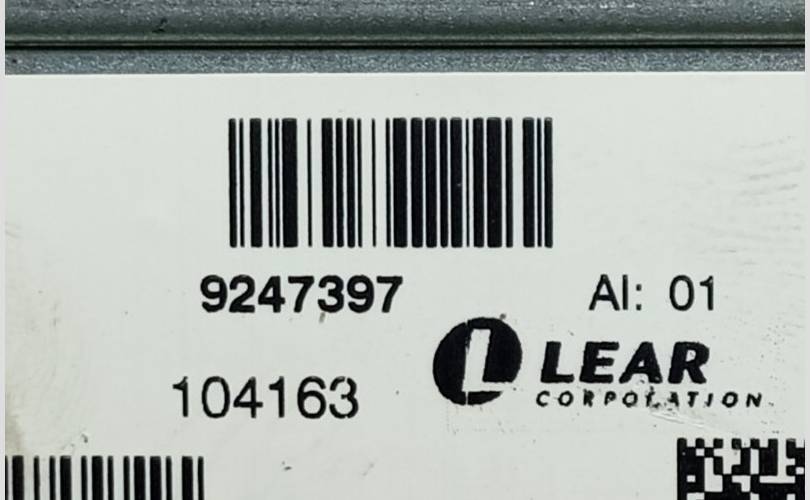 9247397
AI: 01
104163
LEAR
CORPORATION